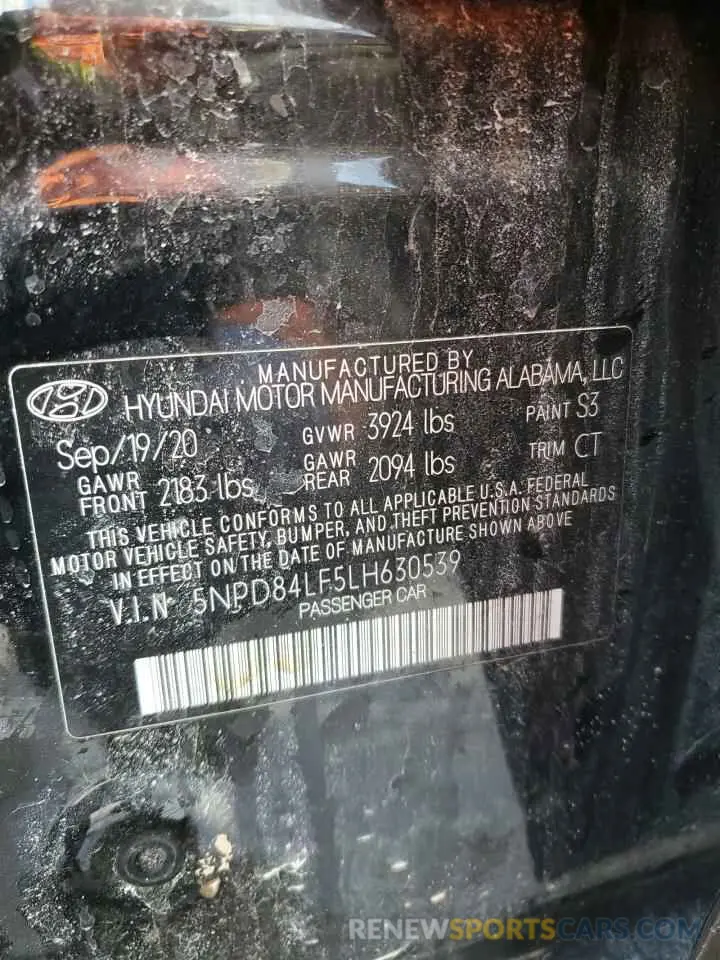 MANUFACTURED BY
HYUNDAI MOTOR MANUFACTURING ALABAMA, LLC
Sep/19/20 GVWR 3924 lbs PAINT S3
GAWR FRONT 2183 lbs GAWR REAR 2094 lbs TRIM CT
THIS VEHICLE CONFORMS TO ALL APPLICABLE U.S.A. FEDERAL
MOTOR VEHICLE SAFETY, BUMPER, AND THEFT PREVENTION STANDARDS
IN EFFECT ON THE DATE OF MANUFACTURE SHOWN ABOVE
V.I.N 5NPD84LF5LH630539
PASSENGER CAR
RENEWSPORTSCARS.COM